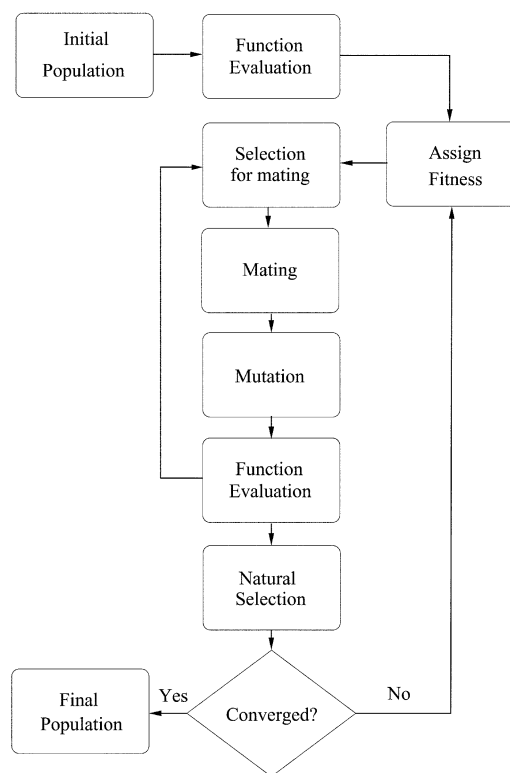 Initial
Population
Function
Evaluation
Assign
Fitness
Selection
for mating
Mating
Mutation
Function
Evaluation
Natural
Selection
Converged?
Yes
No
Final
Population